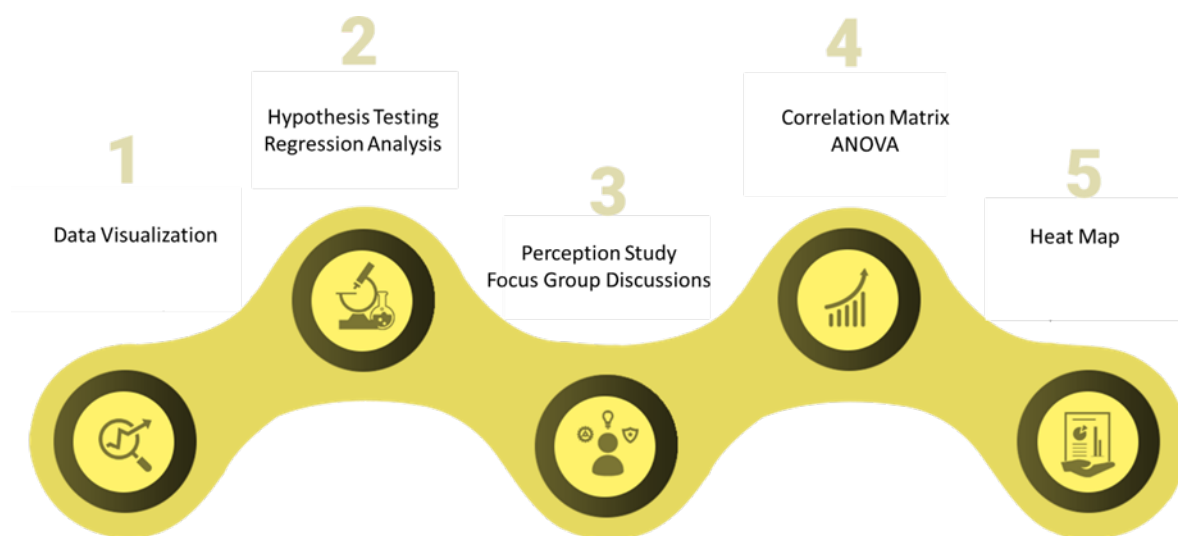 1
Data Visualization
2
Hypothesis Testing
Regression Analysis
3
Perception Study
Focus Group Discussions
4
Correlation Matrix
ANOVA
5
Heat Map